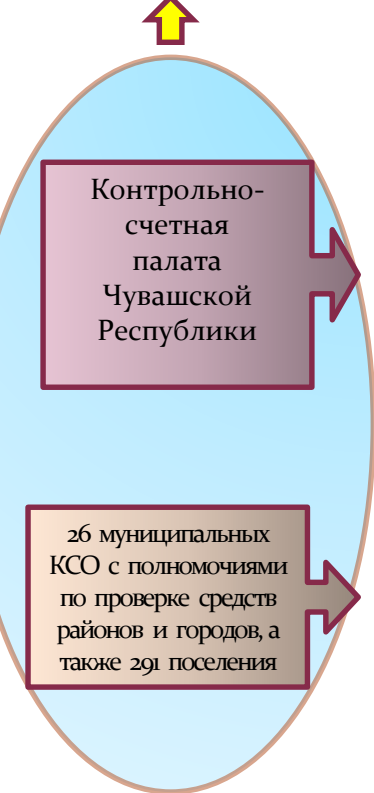 Контрольно-
счетная
палата
Чувашской
Республики
26 муниципальных
КСО с полномочиями
по проверке средств
районов и городов, а
также 291 поселения